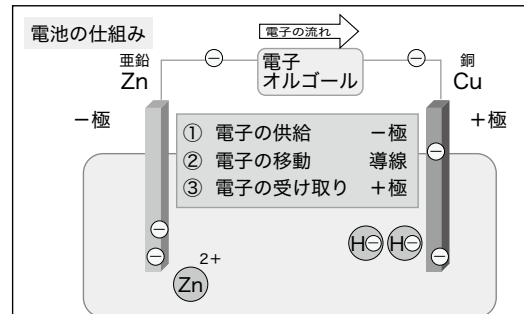 電池の仕組み
電子の流れ
⊖
⊖
亜鉛
Zn
電子
オルゴール
銅
Cu
－極
＋極
① 電子の供給 －極
② 電子の移動 導線
③ 電子の受け取り ＋極
⊖
⊖
⊖
⊖
H⊖ H⊖
Zn 2+